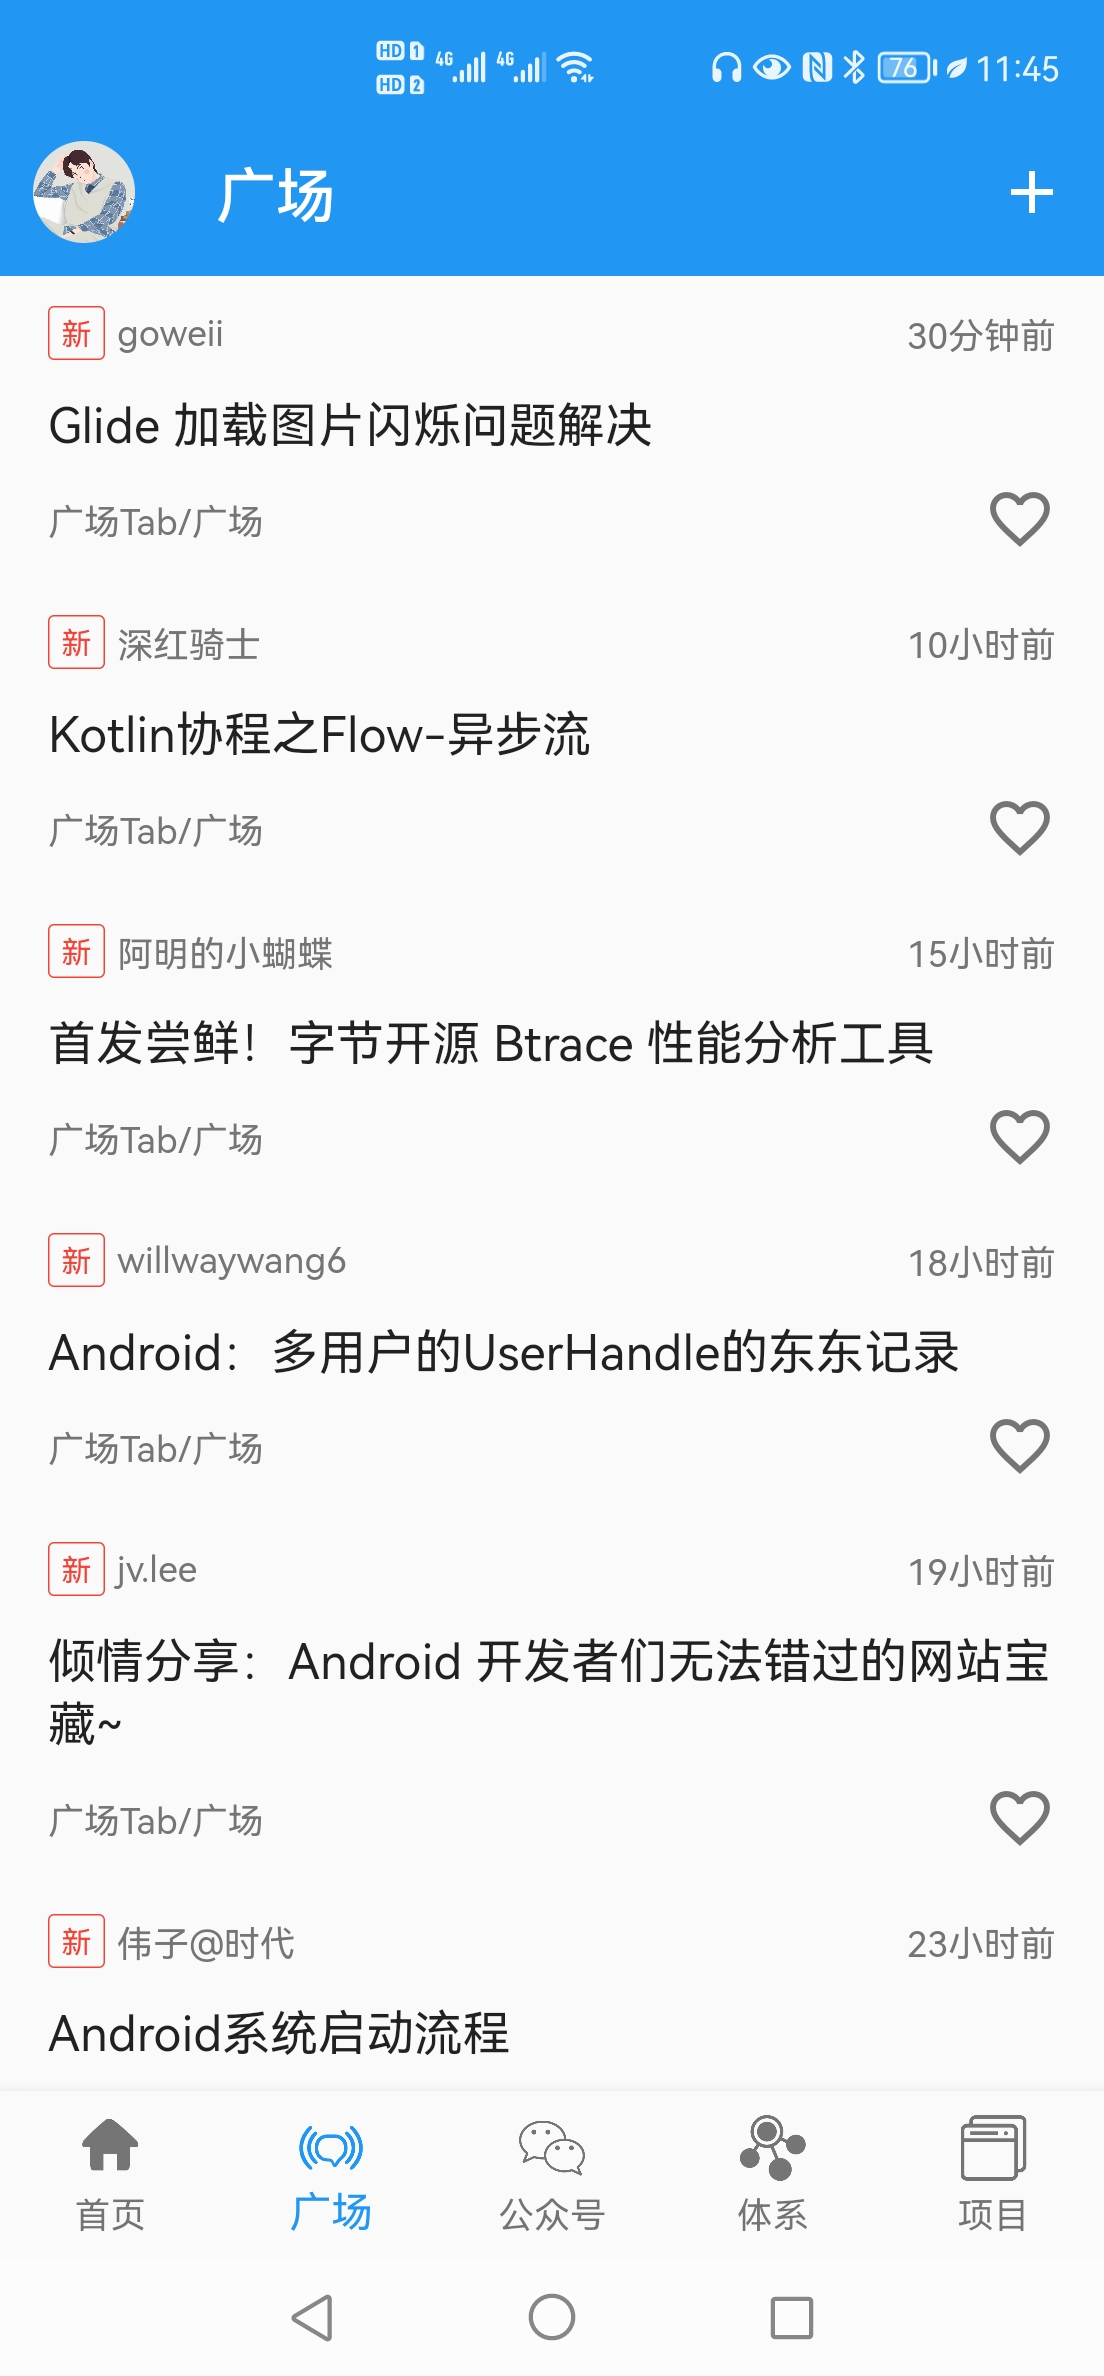 HD 1 4G 4G 76 11:45
HD 2
广场
新 goweii 30分钟前
Glide 加载图片闪烁问题解决
广场Tab/广场
新 深红骑士 10小时前
Kotlin协程之Flow-异步流
广场Tab/广场
新 阿明的小蝴蝶 15小时前
首发尝鲜！字节开源 Btrace 性能分析工具
广场Tab/广场
新 willwaywang6 18小时前
Android：多用户的UserHandle的东东记录
广场Tab/广场
新 jv.lee 19小时前
倾情分享：Android 开发者们无法错过的网站宝
藏~
广场Tab/广场
新 伟子@时代 23小时前
Android系统启动流程
首页 广场 公众号 体系 项目